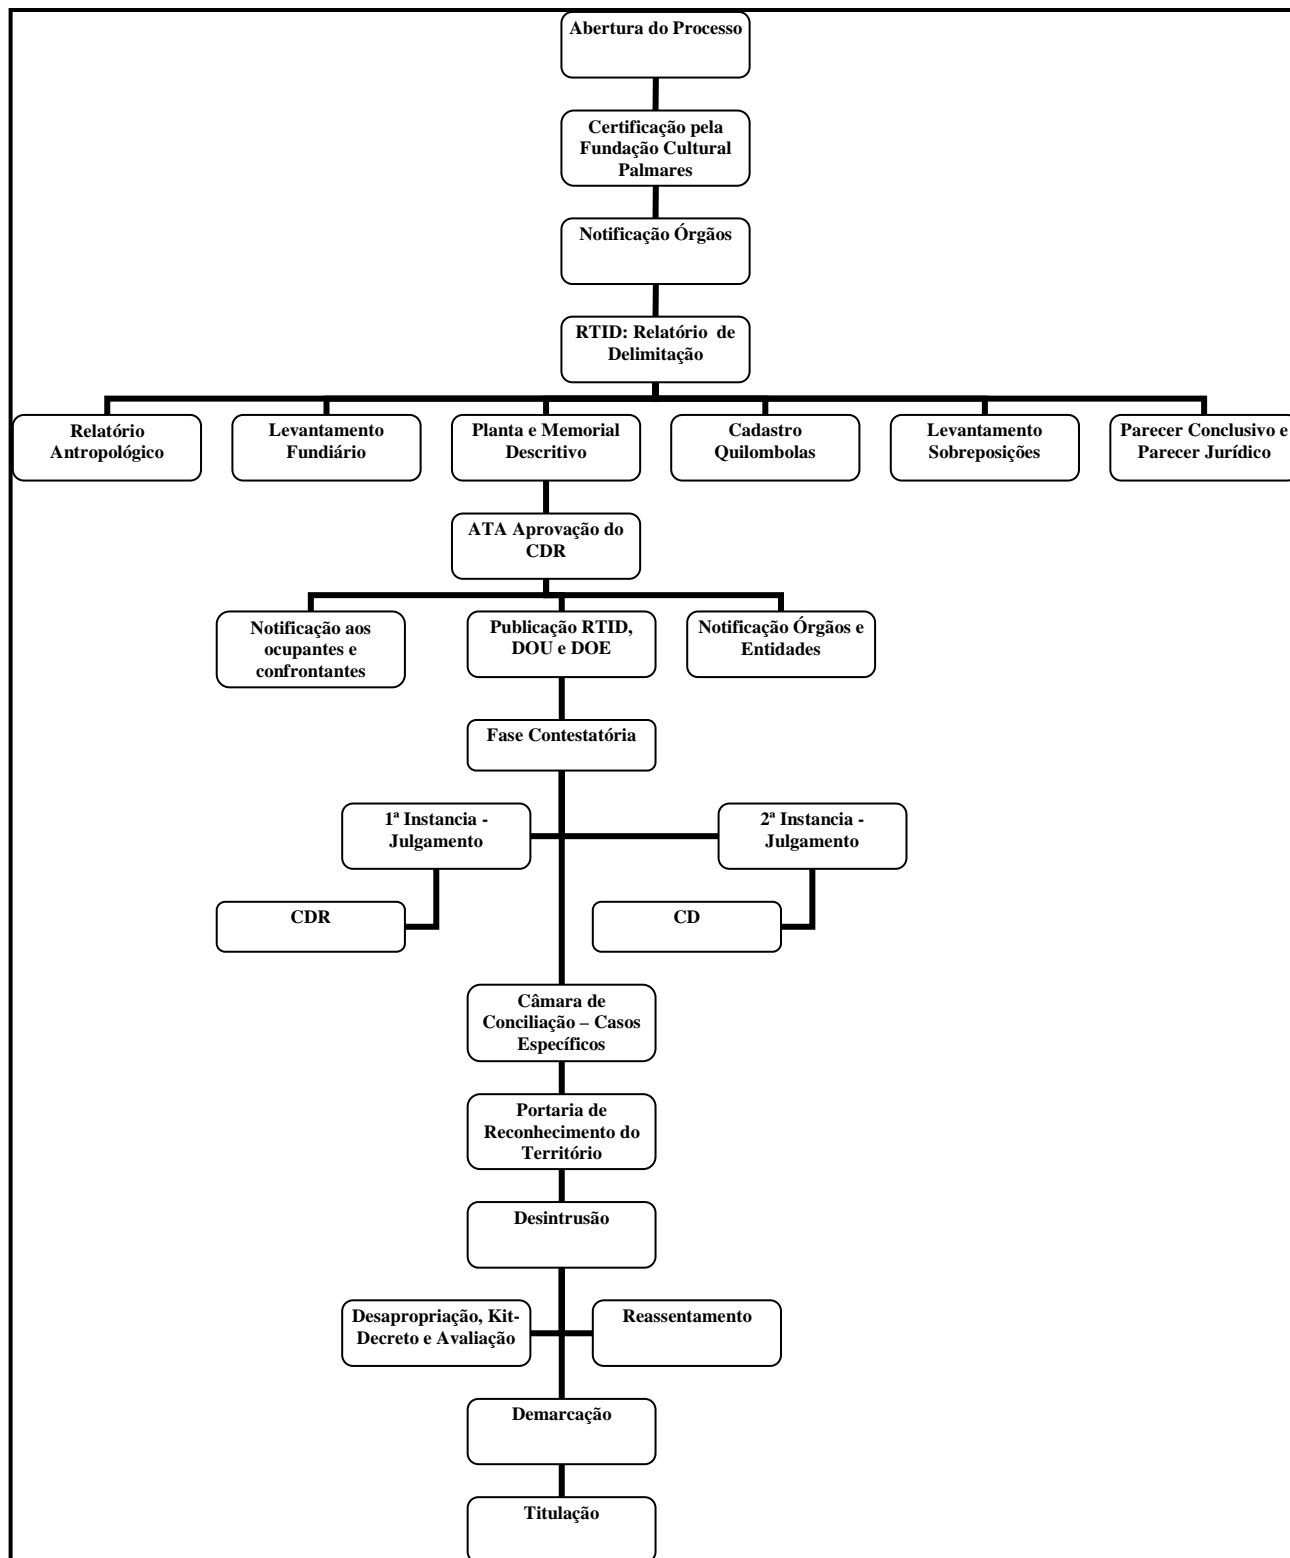 Abertura do Processo
Certificação pela
Fundação Cultural
Palmares
Notificação Órgãos
RTID: Relatório de
Delimitação
Relatório
Antropológico
Levantamento
Fundiário
Planta e Memorial
Descritivo
Cadastro
Quilombolas
Levantamento
Sobreposições
Parecer Conclusivo e
Parecer Jurídico
ATA Aprovação do
CDR
Notificação aos
ocupantes e
confrontantes
Publicação RTID,
DOU e DOE
Notificação Órgãos e
Entidades
Fase Contestatória
1ª Instancia -
Julgamento
2ª Instancia -
Julgamento
CDR
CD
Câmara de
Conciliação – Casos
Específicos
Portaria de
Reconhecimento do
Território
Desintrusão
Desapropriação, Kit-
Decreto e Avaliação
Reassentamento
Demarcação
Titulação